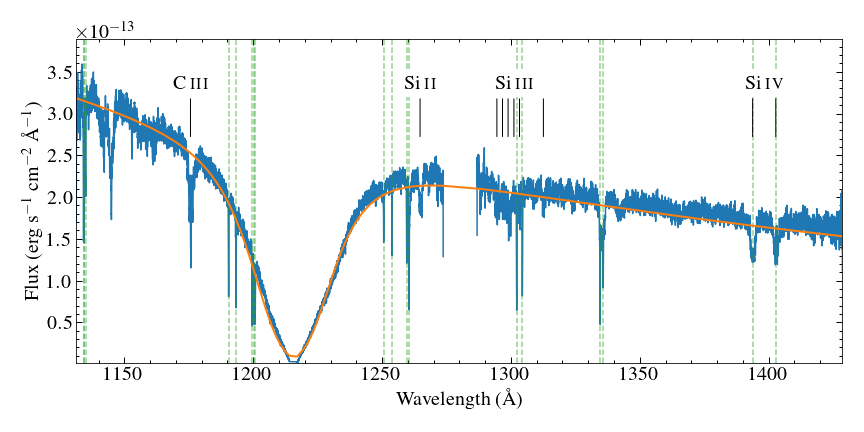 ×10⁻¹³
C III
Si II
Si III
Si IV
3.5
3.0
2.5
2.0
1.5
1.0
0.5
Flux (erg s⁻¹ cm⁻² Å⁻¹)
1150
1200
1250
1300
1350
1400
Wavelength (Å)